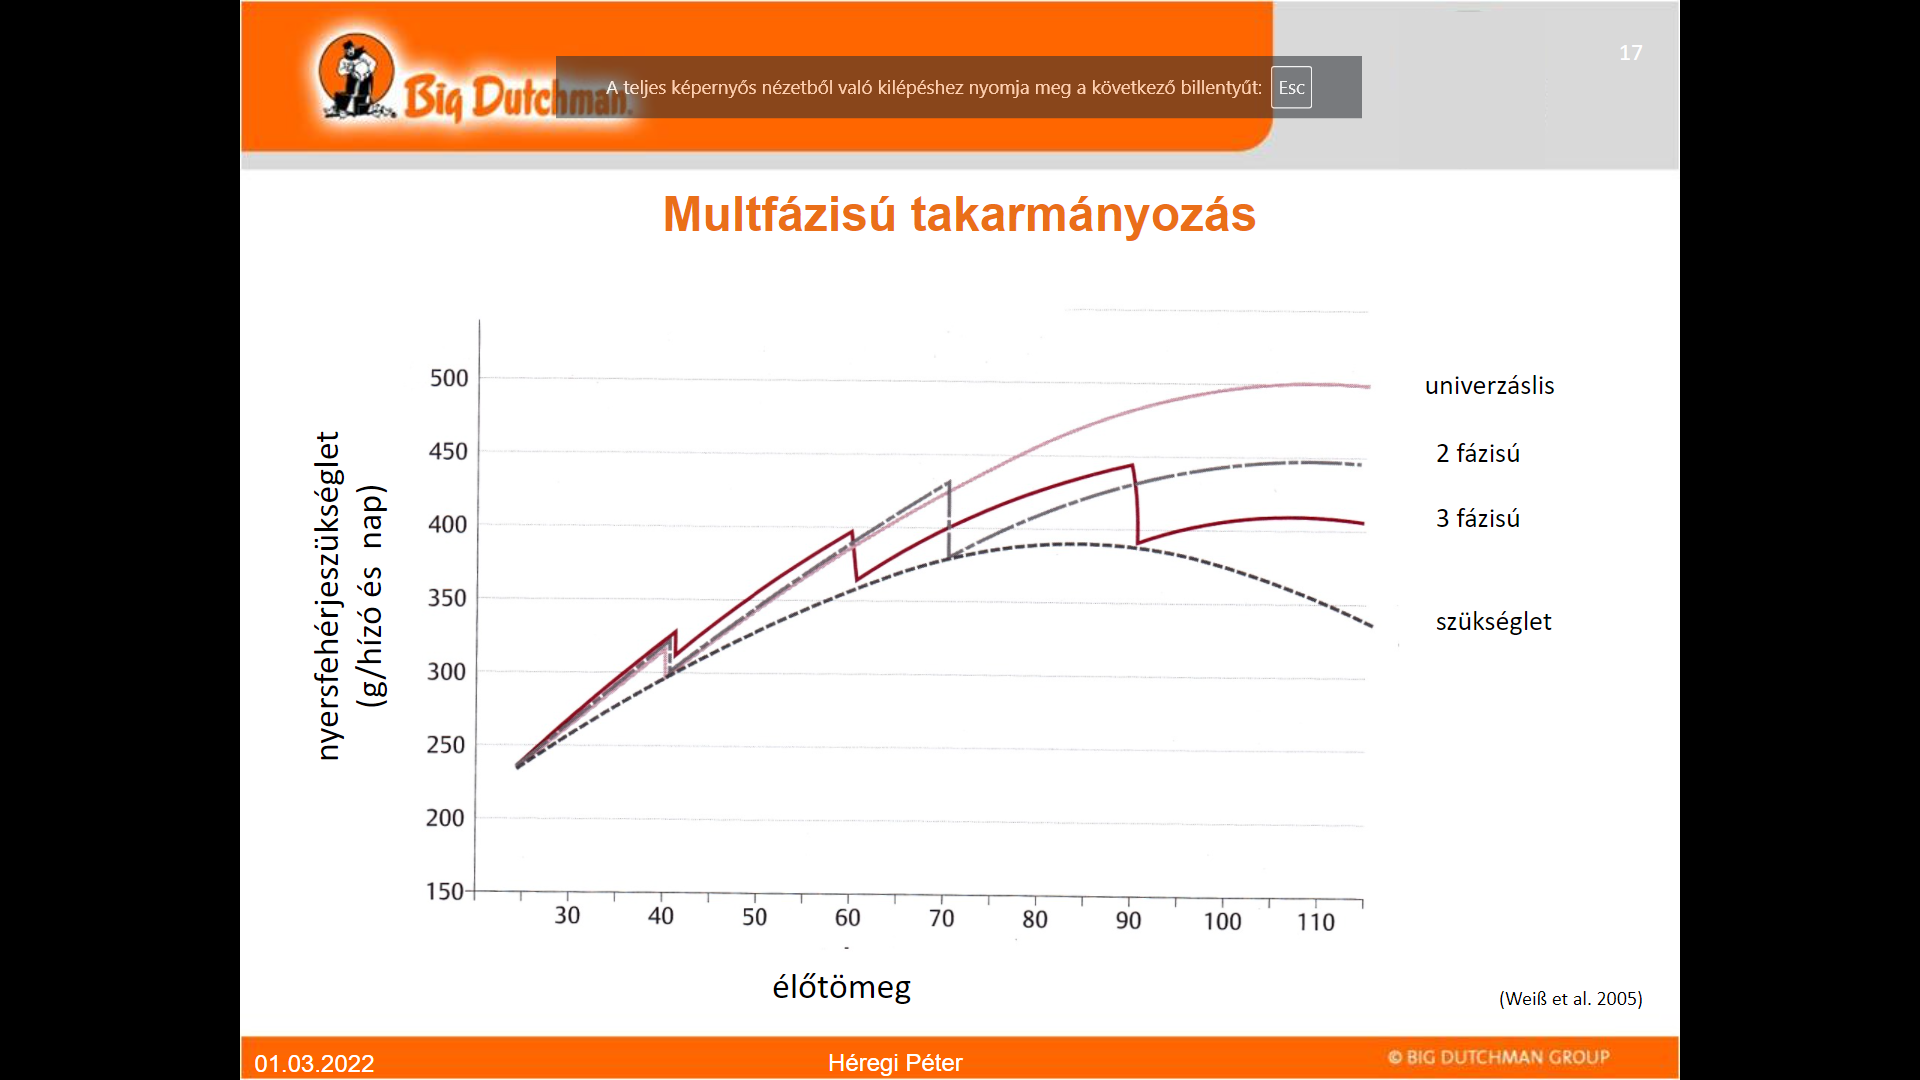 17
Big Dutchman
A teljes képernyős nézetből való kilépéshez nyomja meg a következő billentyűt: Esc
Multfázisú takarmányozás
nyersfehérjeszükséglet
(g/hízó és nap)
500
450
400
350
300
250
200
150
univerzáslis
2 fázisú
3 fázisú
szükséglet
30 40 50 60 70 80 90 100 110
élőtömeg
(Weiß et al. 2005)
01.03.2022
Héregi Péter
© BIG DUTCHMAN GROUP